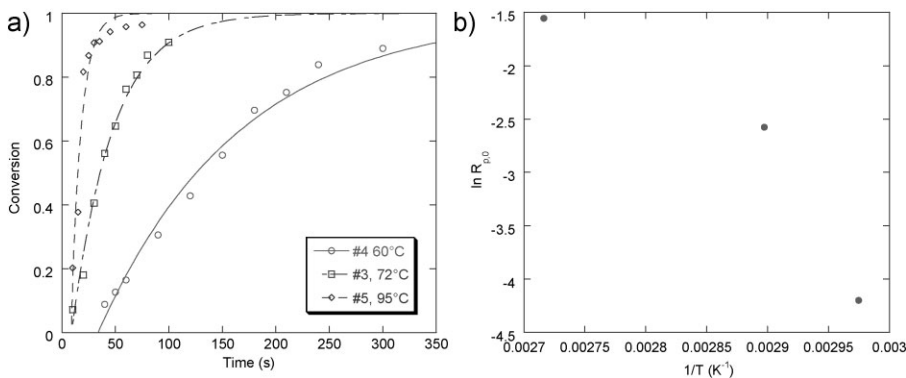 a)
1
0.8
0.6
0.4
0.2
0
Conversion
0 50 100 150 200 250 300 350
Time (s)
#4 60°C
#3, 72°C
#5, 95°C
b)
-1.5
-2
-2.5
-3
-3.5
-4
-4.5
ln R_p,0
0.0027 0.00275 0.0028 0.00285 0.0029 0.00295 0.003
1/T (K⁻¹)